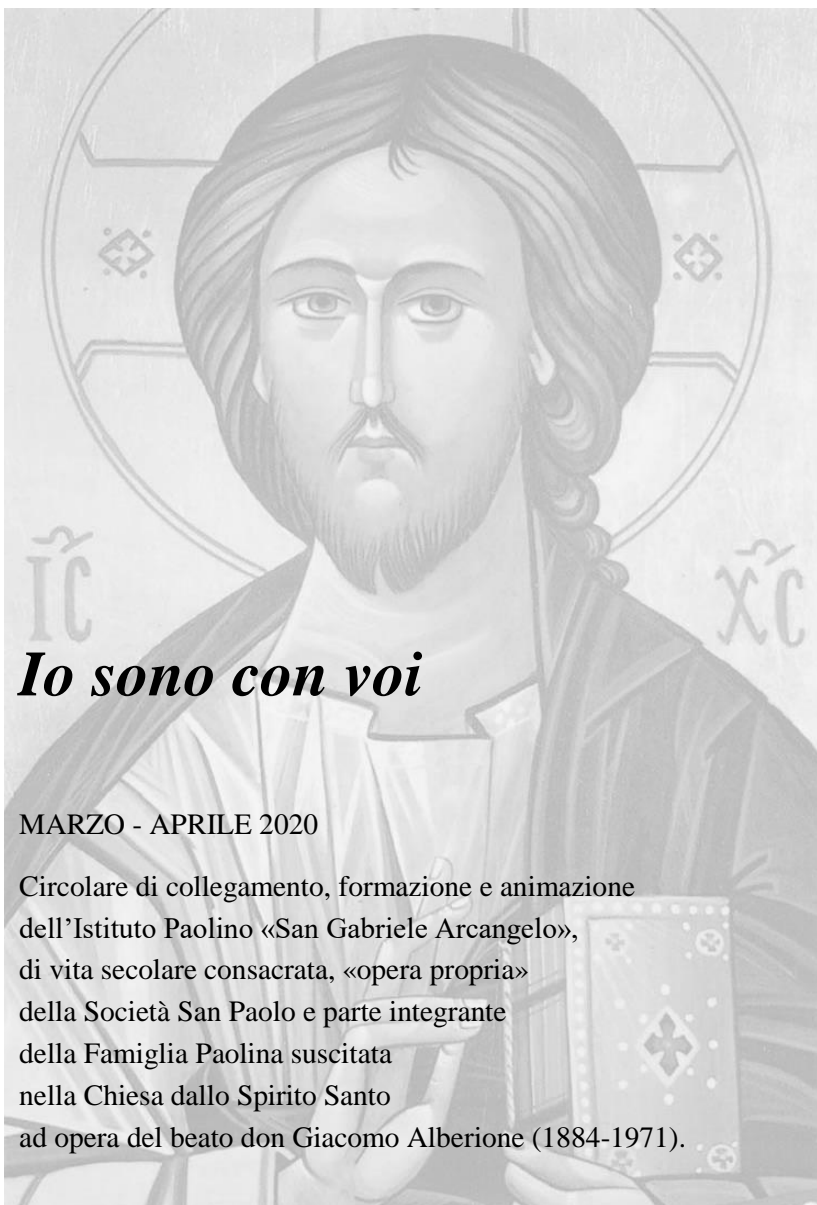 IC
XC
Io sono con voi
MARZO - APRILE 2020
Circolare di collegamento, formazione e animazione
dell’Istituto Paolino «San Gabriele Arcangelo»,
di vita secolare consacrata, «opera propria»
della Società San Paolo e parte integrante
della Famiglia Paolina suscitata
nella Chiesa dallo Spirito Santo
ad opera del beato don Giacomo Alberione (1884-1971).